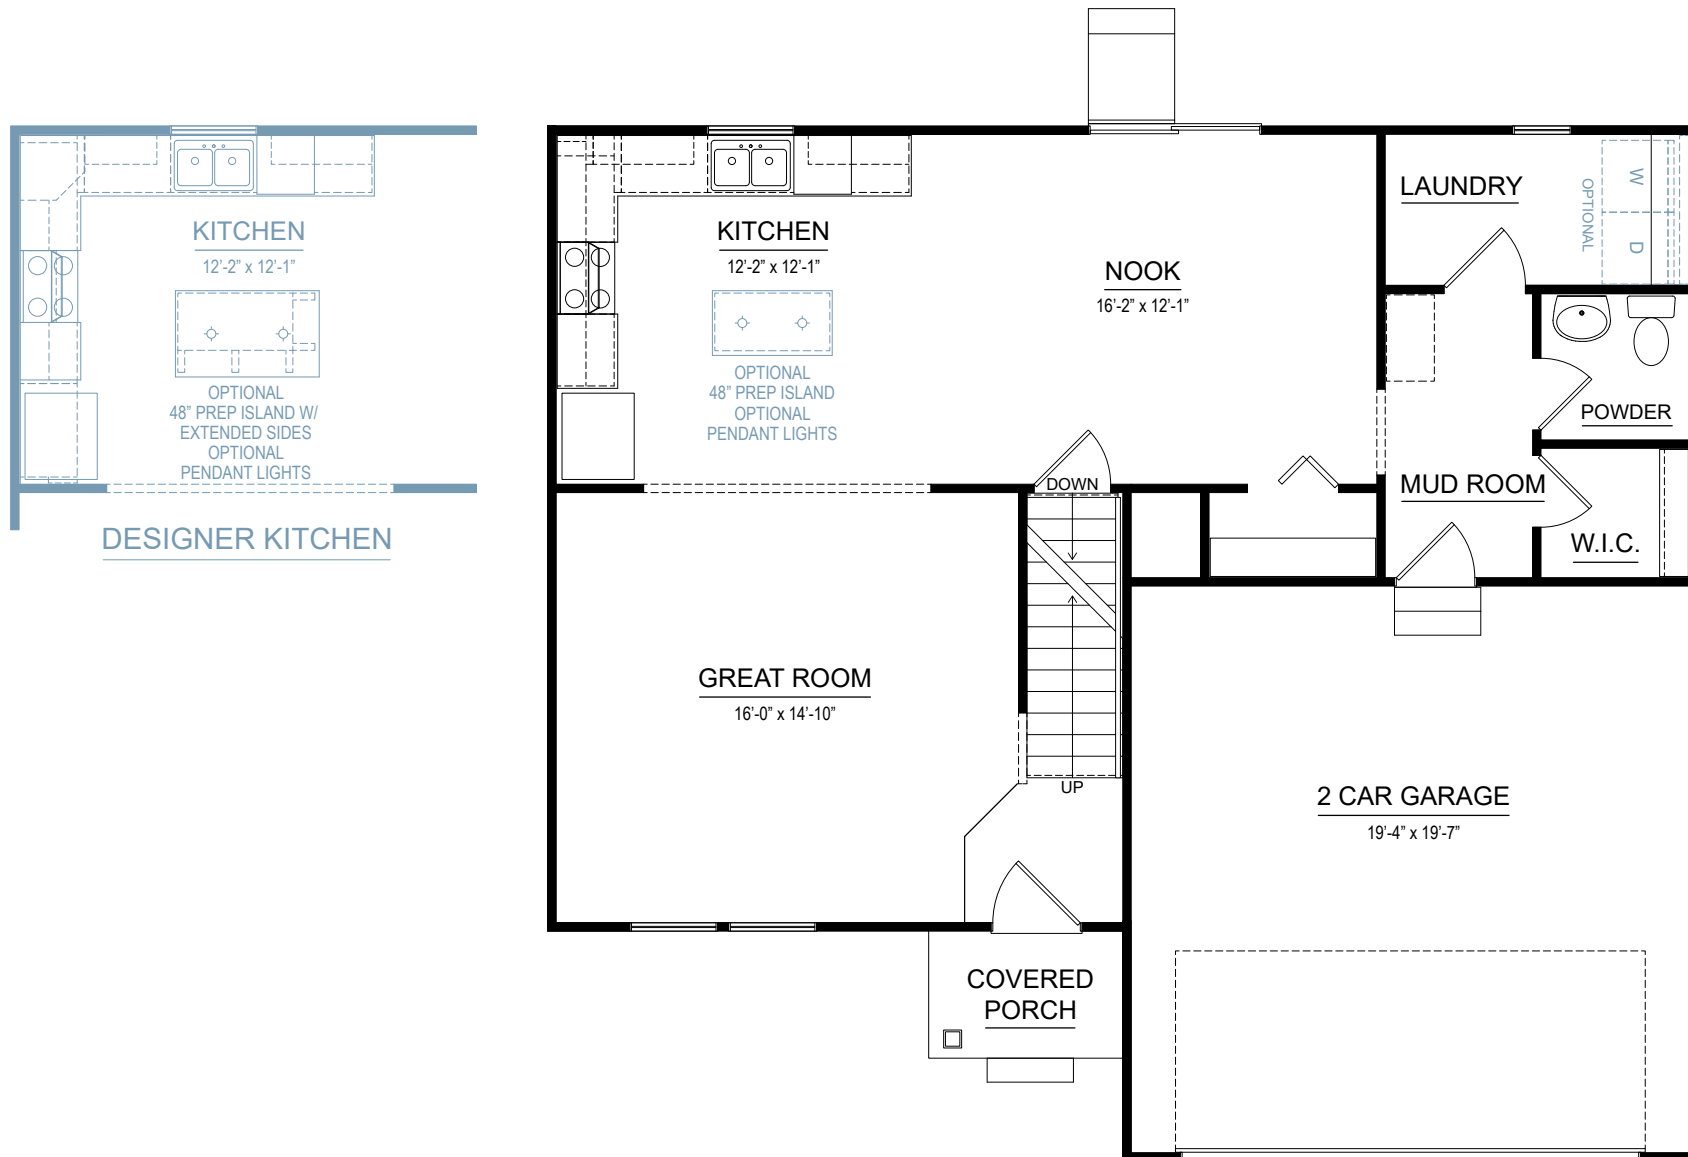 KITCHEN
12'-2” x 12'-1”
OPTIONAL
48” PREP ISLAND W/
EXTENDED SIDES
OPTIONAL
PENDANT LIGHTS
DESIGNER KITCHEN
KITCHEN
12'-2” x 12'-1”
OPTIONAL
48” PREP ISLAND
OPTIONAL
PENDANT LIGHTS
NOOK
16'-2” x 12'-1”
LAUNDRY
OPTIONAL
W
D
POWDER
MUD ROOM
W.I.C.
DOWN
UP
GREAT ROOM
16'-0” x 14'-10”
2 CAR GARAGE
19'-4” x 19'-7”
COVERED
PORCH